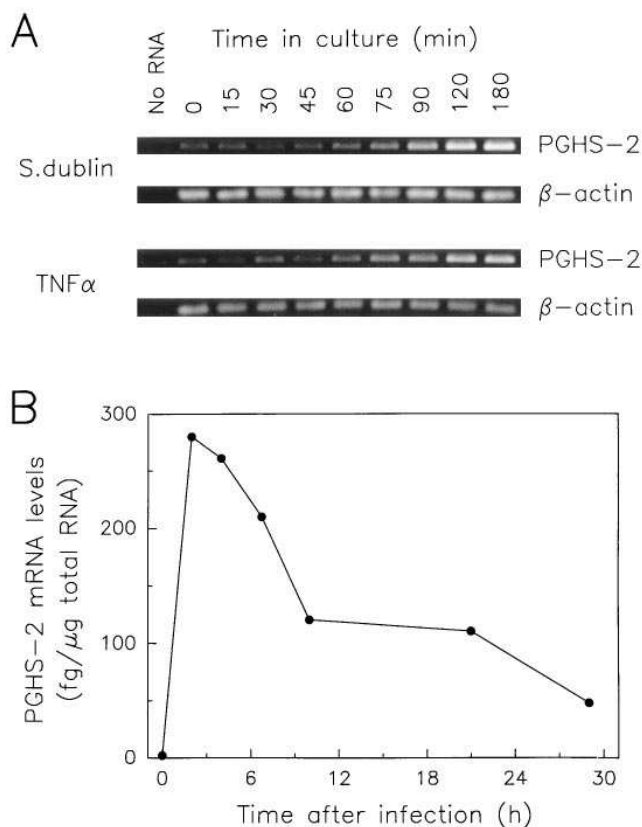 A
Time in culture (min)
No RNA 0 15 30 45 60 75 90 120 180
S.dublin
PGHS-2
β-actin
TNFα
PGHS-2
β-actin
B
PGHS-2 mRNA levels
(fg/μg total RNA)
300
200
100
0
0 6 12 18 24 30
Time after infection (h)